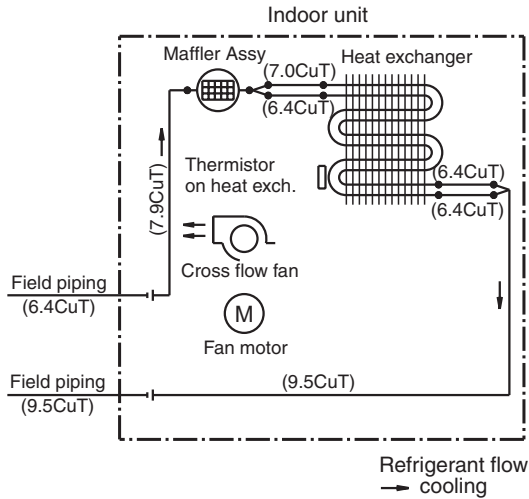 Indoor unit
Maffler Assy
Heat exchanger
(7.0CuT)
(6.4CuT)
(7.9CuT)
Thermistor
on heat exch.
(6.4CuT)
(6.4CuT)
Cross flow fan
Field piping
(6.4CuT)
M
Fan motor
Field piping
(9.5CuT)
(9.5CuT)
Refrigerant flow
cooling